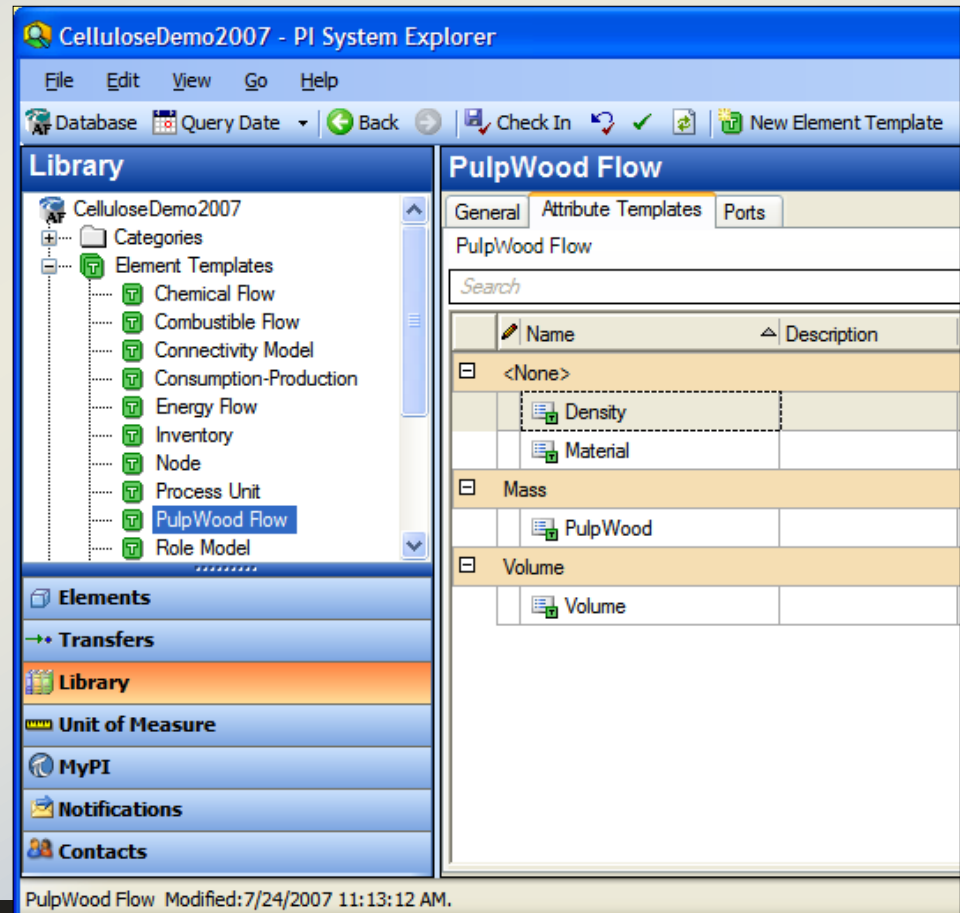 CelluloseDemo2007 - PI System Explorer
File Edit View Go Help
Database Query Date Back Check In New Element Template
Library
AF CelluloseDemo2007
Categories
Element Templates
T Chemical Flow
T Combustible Flow
T Connectivity Model
T Consumption-Production
T Energy Flow
T Inventory
T Node
T Process Unit
T PulpWood Flow
T Role Model
Elements
Transfers
Library
Unit of Measure
MyPI
Notifications
Contacts
PulpWood Flow
General Attribute Templates Ports
PulpWood Flow
Search
Name Description
<None>
Density
Material
Mass
PulpWood
Volume
Volume
PulpWood Flow Modified:7/24/2007 11:13:12 AM.